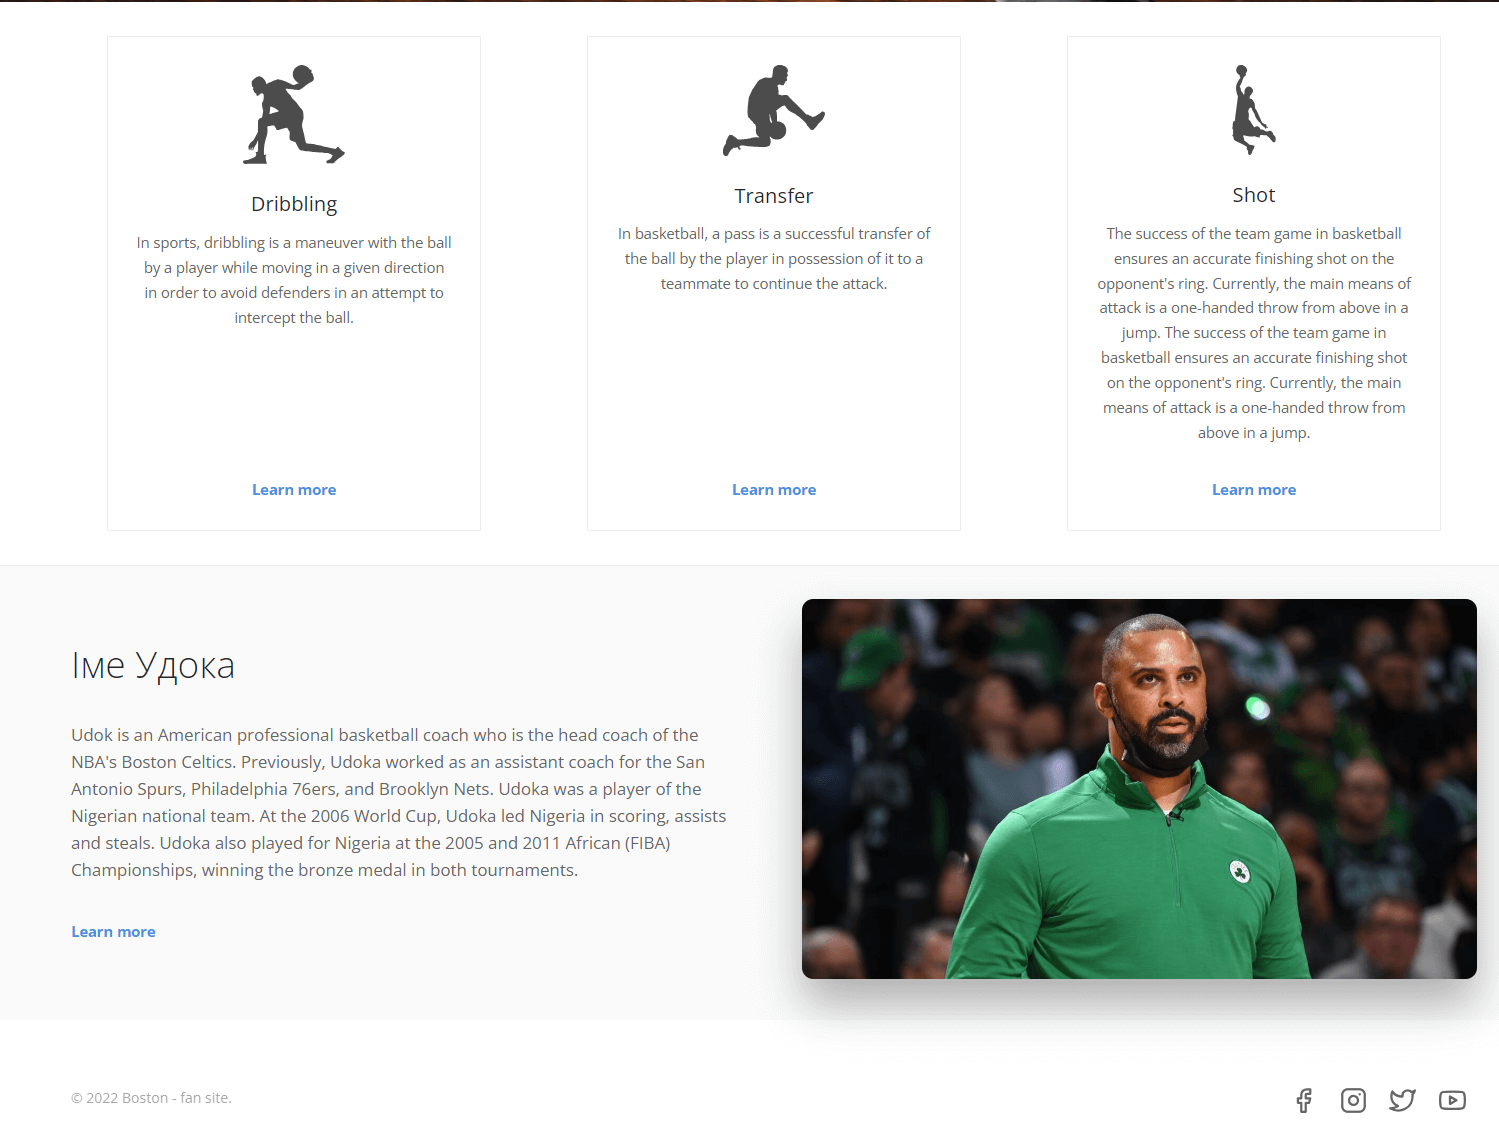 Dribbling
In sports, dribbling is a maneuver with the ball
by a player while moving in a given direction
in order to avoid defenders in an attempt to
intercept the ball.
Learn more
Transfer
In basketball, a pass is a successful transfer of
the ball by the player in possession of it to a
teammate to continue the attack.
Learn more
Shot
The success of the team game in basketball
ensures an accurate finishing shot on the
opponent's ring. Currently, the main means of
attack is a one-handed throw from above in a
jump. The success of the team game in
basketball ensures an accurate finishing shot
on the opponent's ring. Currently, the main
means of attack is a one-handed throw from
above in a jump.
Learn more
Іме Удока
Udok is an American professional basketball coach who is the head coach of the
NBA's Boston Celtics. Previously, Udoka worked as an assistant coach for the San
Antonio Spurs, Philadelphia 76ers, and Brooklyn Nets. Udoka was a player of the
Nigerian national team. At the 2006 World Cup, Udoka led Nigeria in scoring, assists
and steals. Udoka also played for Nigeria at the 2005 and 2011 African (FIBA)
Championships, winning the bronze medal in both tournaments.
Learn more
© 2022 Boston - fan site.